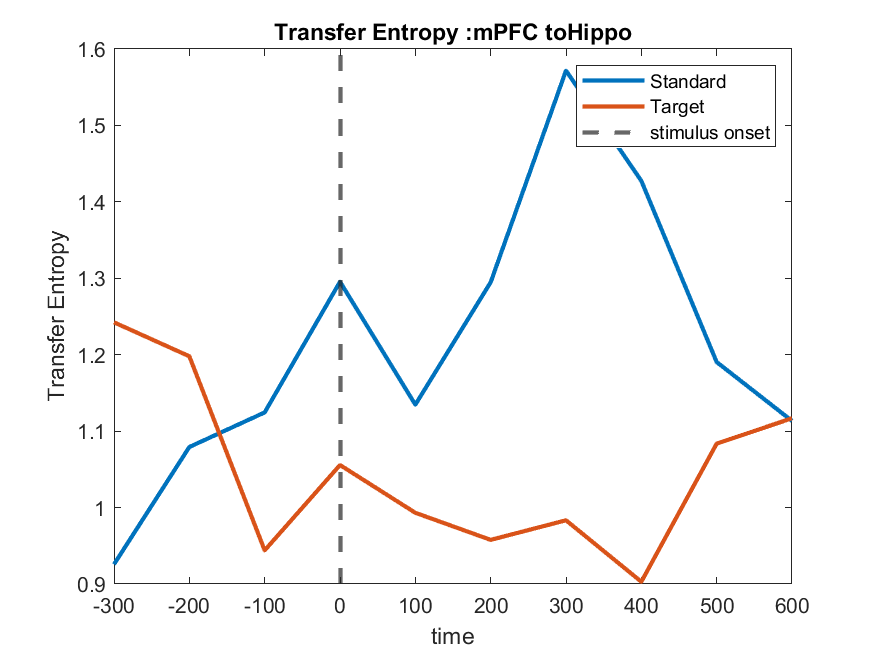 Transfer Entropy :mPFC toHippo
1.6
1.5
1.4
1.3
1.2
1.1
1
0.9
Transfer Entropy
Standard
Target
stimulus onset
-300 -200 -100 0 100 200 300 400 500 600
time